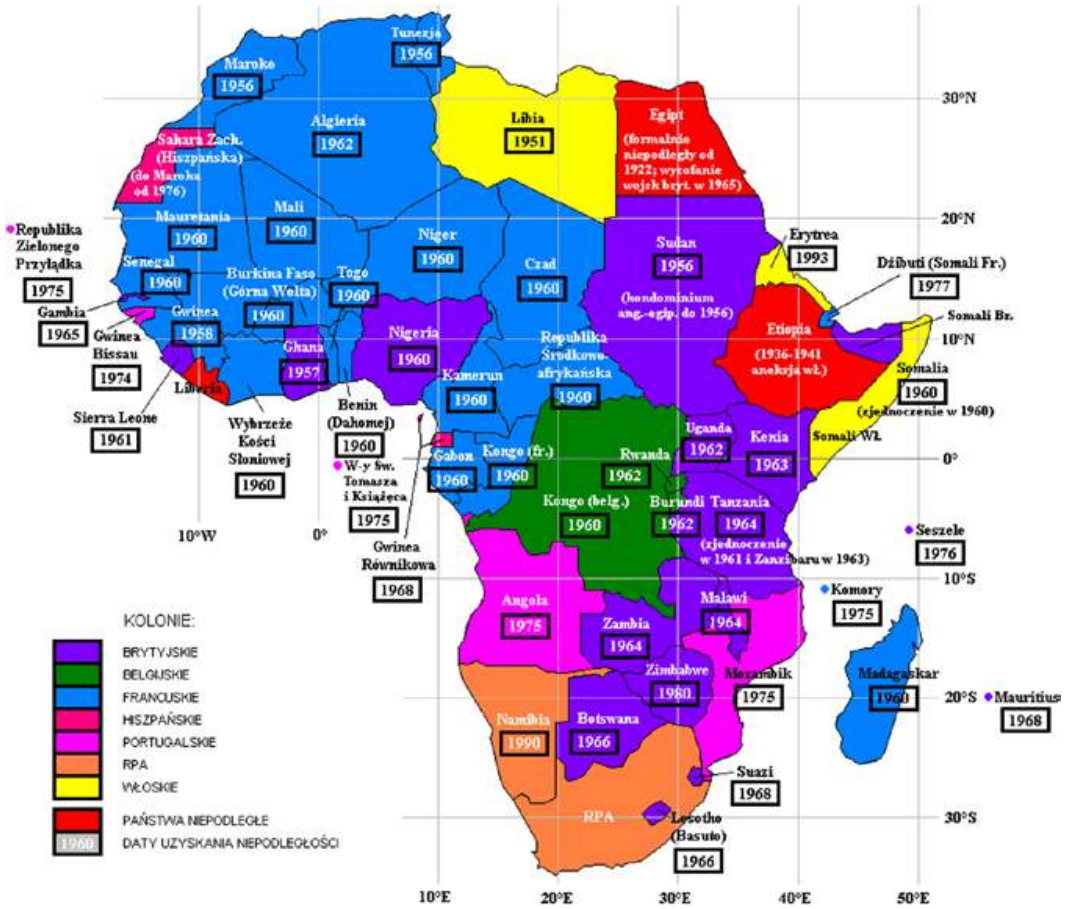 Tunezja
1956
Maroko
1956
Algieria
1962
Libia
1951
Egipt
(formalnie
niepodległy od
1922; wycofanie
wojsk bryt. w 1965)
30°N
Sahara Zach.
(Hiszpańska)
(do Maroka
od 1976)
Mauretania
1960
Mali
1960
Niger
1960
Czad
1960
Sudan
1956
(kondominium
ang.-egip. do 1956)
20°N
Erytrea
1993
Dżibuti (Somali Fr.)
1977
Somali Br.
Republika
Zielonego
Przylądka
1975
Senegal
1960
Gambia
1965
Gwinea
Bissau
1974
Gwinea
1958
Sierra Leone
1961
Liberia
Burkina Faso
(Górna Wolta)
1960
Togo
1960
Ghana
1957
Nigeria
1960
Wybrzeże
Kości
Słoniowej
1960
Benin
(Dahomej)
1960
Kamerun
1960
Republika
Środkowo-
afrykańska
1960
Etiopia
(1936-1941
aneksja wł.)
10°N
Somalia
1960
(zjednoczenie w 1960)
Somali Wł.
W-y Św.
Tomasza
i Książęca
1975
Gwinea
Równikowa
1968
Gabon
1960
Kongo (fr.)
1960
Rwanda
1962
Kongo (belg.)
1960
Burundi
1962
Uganda
1962
Kenia
1963
0°
Tanzania
1964
(zjednoczenie
w 1961 i Zanzibaru w 1963)
Seszele
1976
10°W
0°
10°S
Komory
1975
Angola
1975
Zambia
1964
Malawi
1964
Mozambik
1975
Zimbabwe
1980
Madagaskar
1960
20°S
Mauritius
1968
Namibia
1990
Botswana
1966
Suazi
1968
RPA
Lesotho
(Basuto)
1966
30°S
10°E
20°E
30°E
40°E
50°E
KOLONIE:
BRYTYJSKIE
BELGIJSKIE
FRANCUSKIE
HISZPAŃSKIE
PORTUGALSKIE
RPA
WŁOSKIE
PAŃSTWA NIEPODLEGŁE
1960
DATY UZYSKANIA NIEPODLEGŁOŚCI